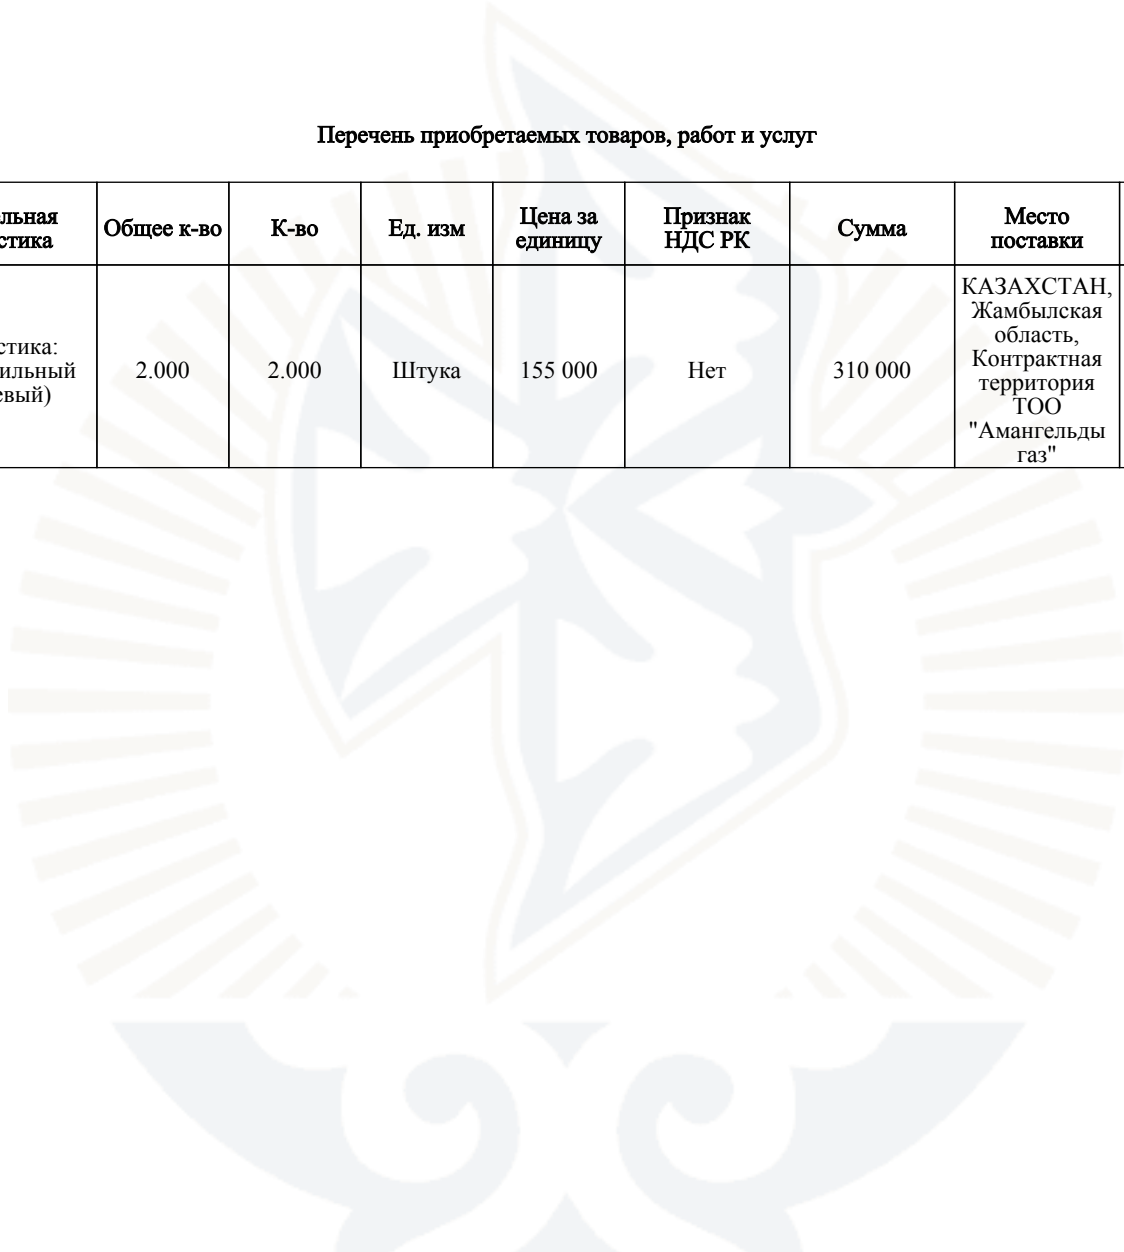 Перечень приобретаемых товаров, работ и услуг
льная
стика
Общее к-во
К-во
Ед. изм
Цена за
единицу
Признак
НДС РК
Сумма
Место
поставки
стика:
ильный
евый)
2.000
2.000
Штука
155 000
Нет
310 000
КАЗАХСТАН,
Жамбылская
область,
Контрактная
территория
ТОО
"Амангельды
газ"